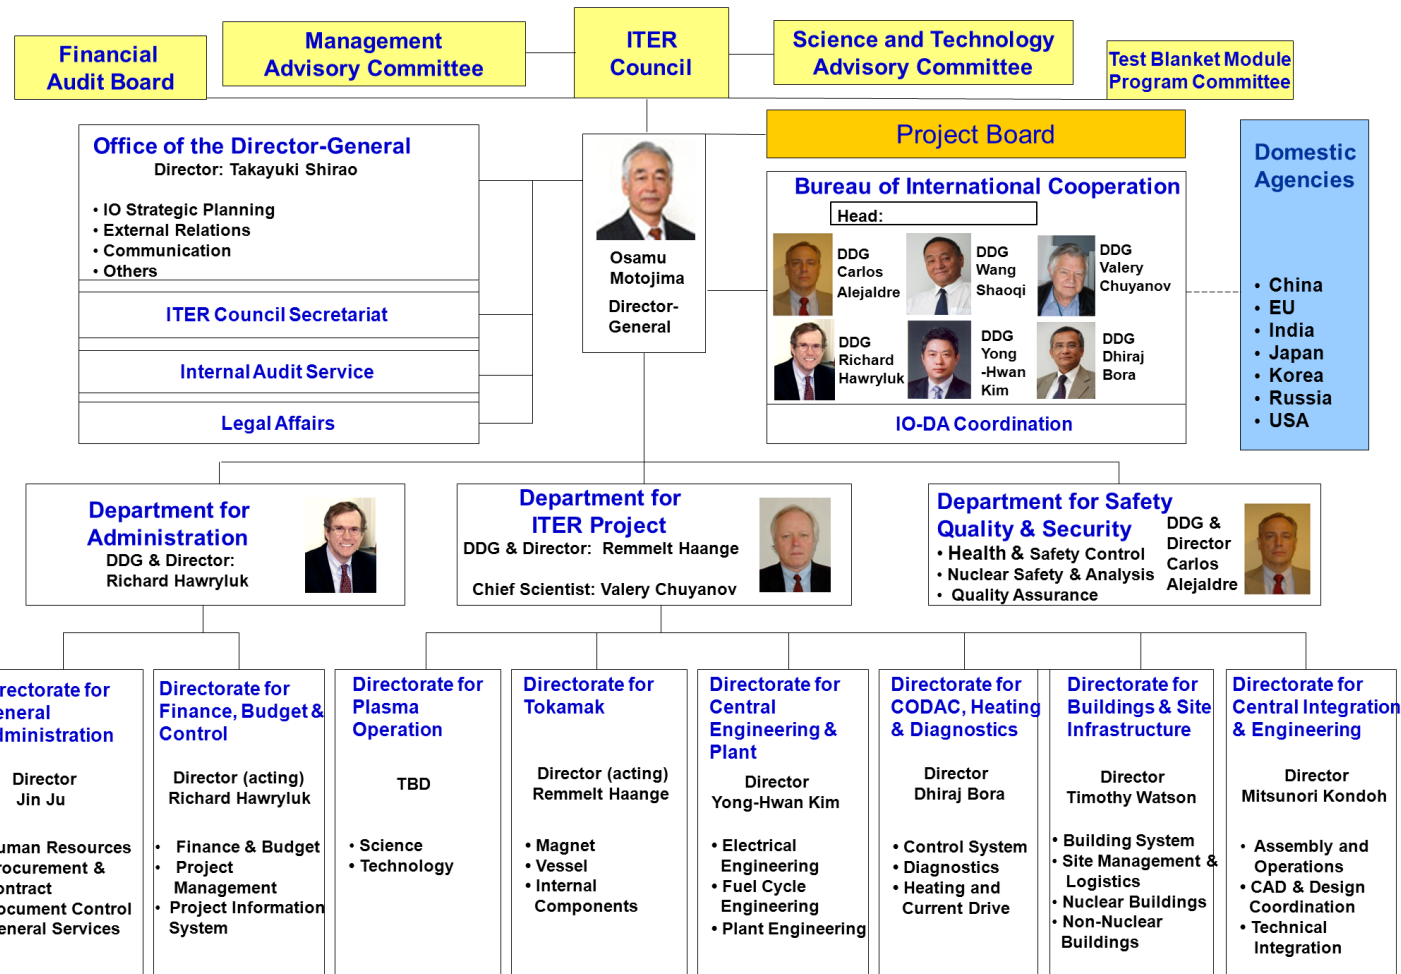 Financial
Audit Board
Management
Advisory Committee
ITER
Council
Science and Technology
Advisory Committee
Test Blanket Module
Program Committee
Office of the Director-General
Director: Takayuki Shirao
• IO Strategic Planning
• External Relations
• Communication
• Others
ITER Council Secretariat
Internal Audit Service
Legal Affairs
Osamu
Motojima
Director-
General
Project Board
Bureau of International Cooperation
Head:
DDG
Carlos
Alejaldre
DDG
Wang
Shaoqi
DDG
Valery
Chuyanov
DDG
Richard
Hawryluk
DDG
Yong
-Hwan
Kim
DDG
Dhiraj
Bora
IO-DA Coordination
Domestic
Agencies
• China
• EU
• India
• Japan
• Korea
• Russia
• USA
Department for
Administration
DDG & Director:
Richard Hawryluk
Department for
ITER Project
DDG & Director: Remmelt Haange
Chief Scientist: Valery Chuyanov
Department for Safety
Quality & Security
• Health & Safety Control
• Nuclear Safety & Analysis
• Quality Assurance
DDG &
Director
Carlos
Alejaldre
rectorate for
eneral
dministration
Director
Jin Ju
uman Resources
rocurement &
ontract
ocument Control
eneral Services
Directorate for
Finance, Budget &
Control
Director (acting)
Richard Hawryluk
• Finance & Budget
• Project
Management
• Project Information
System
Directorate for
Plasma
Operation
TBD
• Science
• Technology
Directorate for
Tokamak
Director (acting)
Remmelt Haange
• Magnet
• Vessel
• Internal
Components
Directorate for
Central
Engineering &
Plant
Director
Yong-Hwan Kim
• Electrical
Engineering
• Fuel Cycle
Engineering
• Plant Engineering
Directorate for
CODAC, Heating
& Diagnostics
Director
Dhiraj Bora
• Control System
• Diagnostics
• Heating and
Current Drive
Directorate for
Buildings & Site
Infrastructure
Director
Timothy Watson
• Building System
• Site Management &
Logistics
• Nuclear Buildings
• Non-Nuclear
Buildings
Directorate for
Central Integration
& Engineering
Director
Mitsunori Kondoh
• Assembly and
Operations
• CAD & Design
Coordination
• Technical
Integration